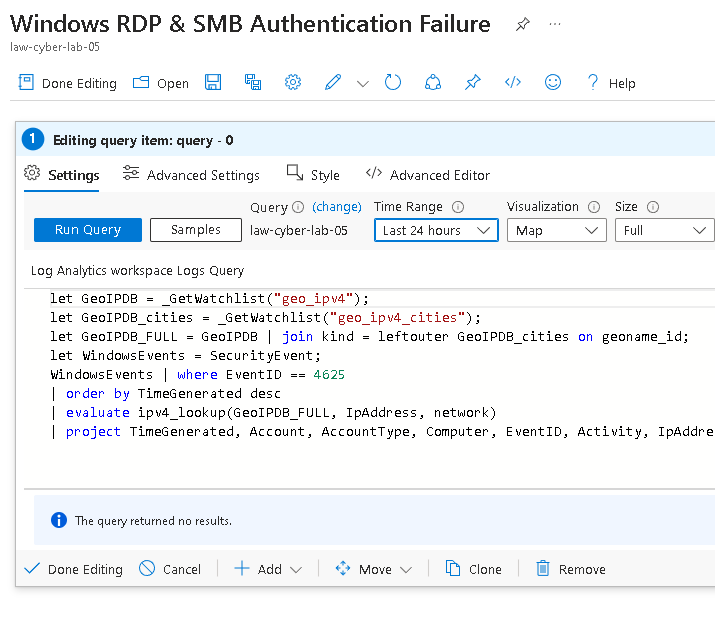 Windows RDP & SMB Authentication Failure
law-cyber-lab-05
Done Editing Open Help
1 Editing query item: query - 0
Settings Advanced Settings Style Advanced Editor
Query (change) Time Range Visualization Size
Run Query Samples law-cyber-lab-05 Last 24 hours Map Full
Log Analytics workspace Logs Query
let GeoIPDB = _GetWatchlist("geo_ipv4");
let GeoIPDB_cities = _GetWatchlist("geo_ipv4_cities");
let GeoIPDB_FULL = GeoIPDB | join kind = leftouter GeoIPDB_cities on geoname_id;
let WindowsEvents = SecurityEvent;
WindowsEvents | where EventID == 4625
| order by TimeGenerated desc
| evaluate ipv4_lookup(GeoIPDB_FULL, IpAddress, network)
| project TimeGenerated, Account, AccountType, Computer, EventID, Activity, IpAddre
The query returned no results.
Done Editing Cancel Add Move Clone Remove